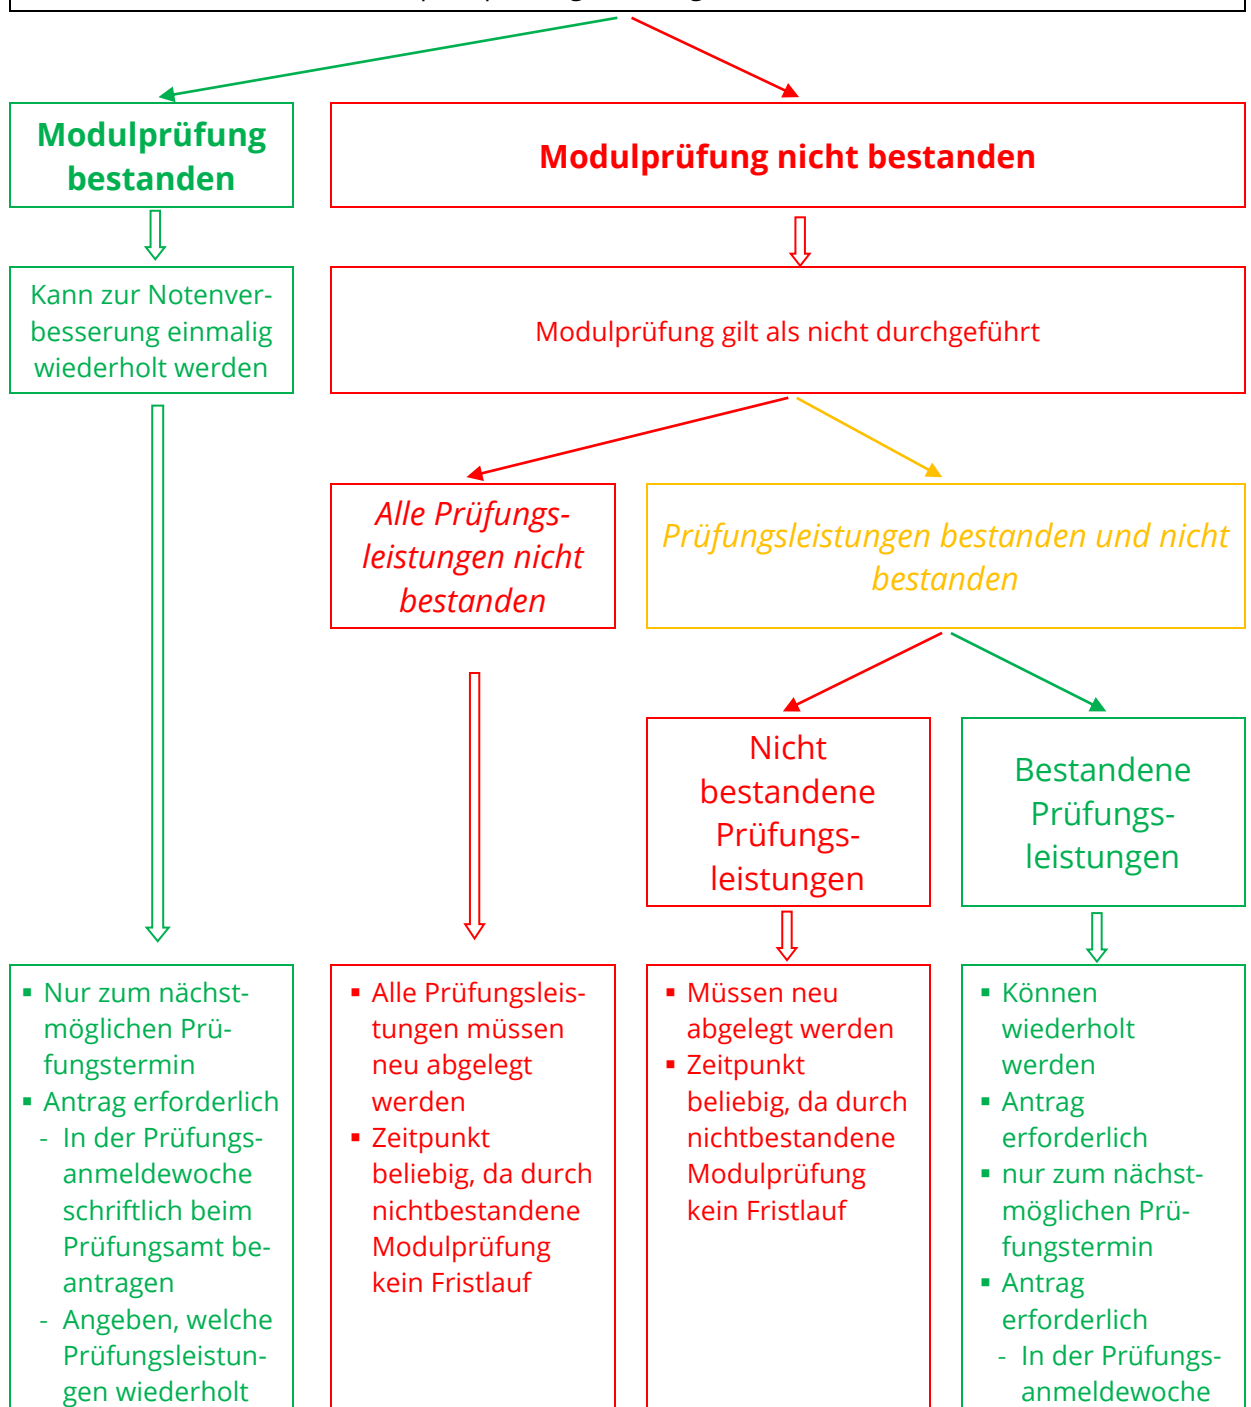 Modulprüfung
bestanden
Modulprüfung nicht bestanden
Kann zur Notenver-
besserung einmalig
wiederholt werden
Modulprüfung gilt als nicht durchgeführt
Alle Prüfungs-
leistungen nicht
bestanden
Prüfungsleistungen bestanden und nicht
bestanden
Nicht
bestandene
Prüfungs-
leistungen
Bestandene
Prüfungs-
leistungen
▪ Nur zum nächst-
möglichen Prü-
fungstermin
▪ Antrag erforderlich
- In der Prüfungs-
anmeldewoche
schriftlich beim
Prüfungsamt be-
antragen
- Angeben, welche
Prüfungsleistun-
gen wiederholt
▪ Alle Prüfungsleis-
tungen müssen
neu abgelegt
werden
▪ Zeitpunkt
beliebig, da durch
nichtbestandene
Modulprüfung
kein Fristlauf
▪ Müssen neu
abgelegt werden
▪ Zeitpunkt
beliebig, da durch
nichtbestandene
Modulprüfung
kein Fristlauf
▪ Können
wiederholt
werden
▪ Antrag
erforderlich
▪ nur zum nächst-
möglichen Prü-
fungstermin
▪ Antrag
erforderlich
- In der Prüfungs-
anmeldewoche